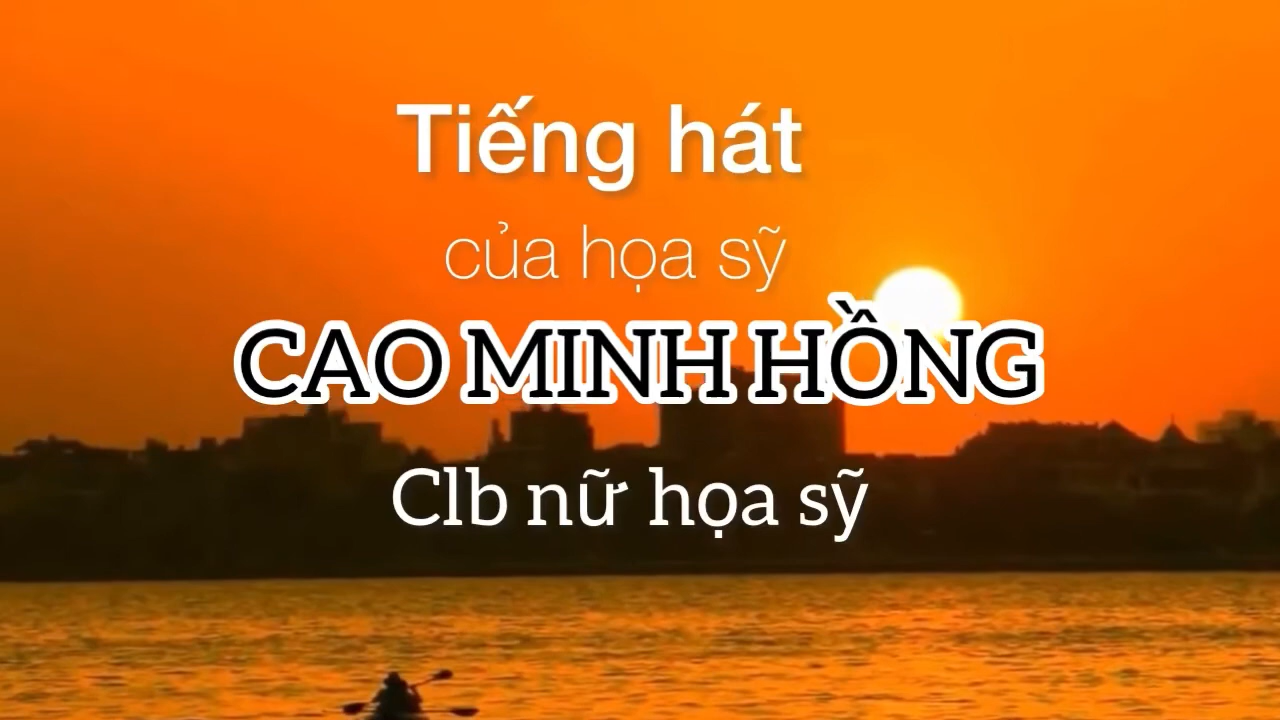 Tiếng hát
của họa sỹ
CAO MINH HỒNG
Clb nữ họa sỹ